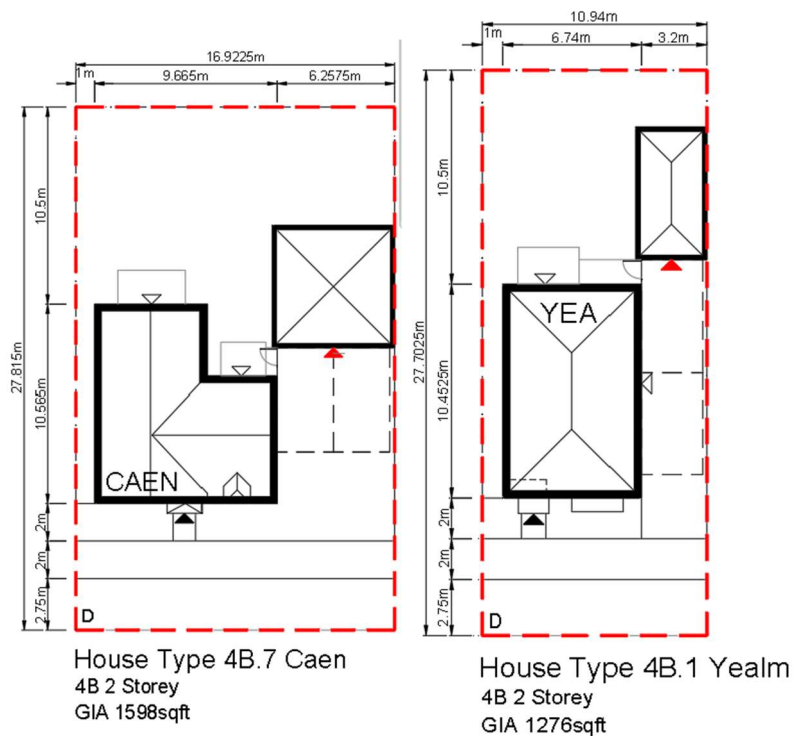 16.9225m
1m
9.665m
6.2575m
10.5m
27.815m
10.565m
2m
2m
2.75m
CAEN
D
House Type 4B.7 Caen
4B 2 Storey
GIA 1598sqft
10.94m
1m
6.74m
3.2m
10.5m
27.7025m
10.4525m
2m
2m
2.75m
YEA
D
House Type 4B.1 Yealm
4B 2 Storey
GIA 1276sqft